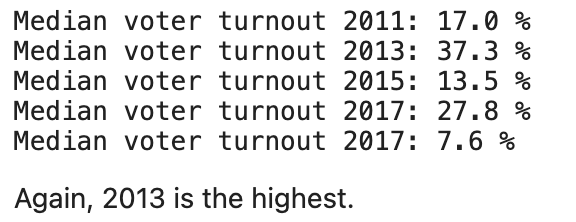 Median voter turnout 2011: 17.0 %
Median voter turnout 2013: 37.3 %
Median voter turnout 2015: 13.5 %
Median voter turnout 2017: 27.8 %
Median voter turnout 2017: 7.6 %
Again, 2013 is the highest.